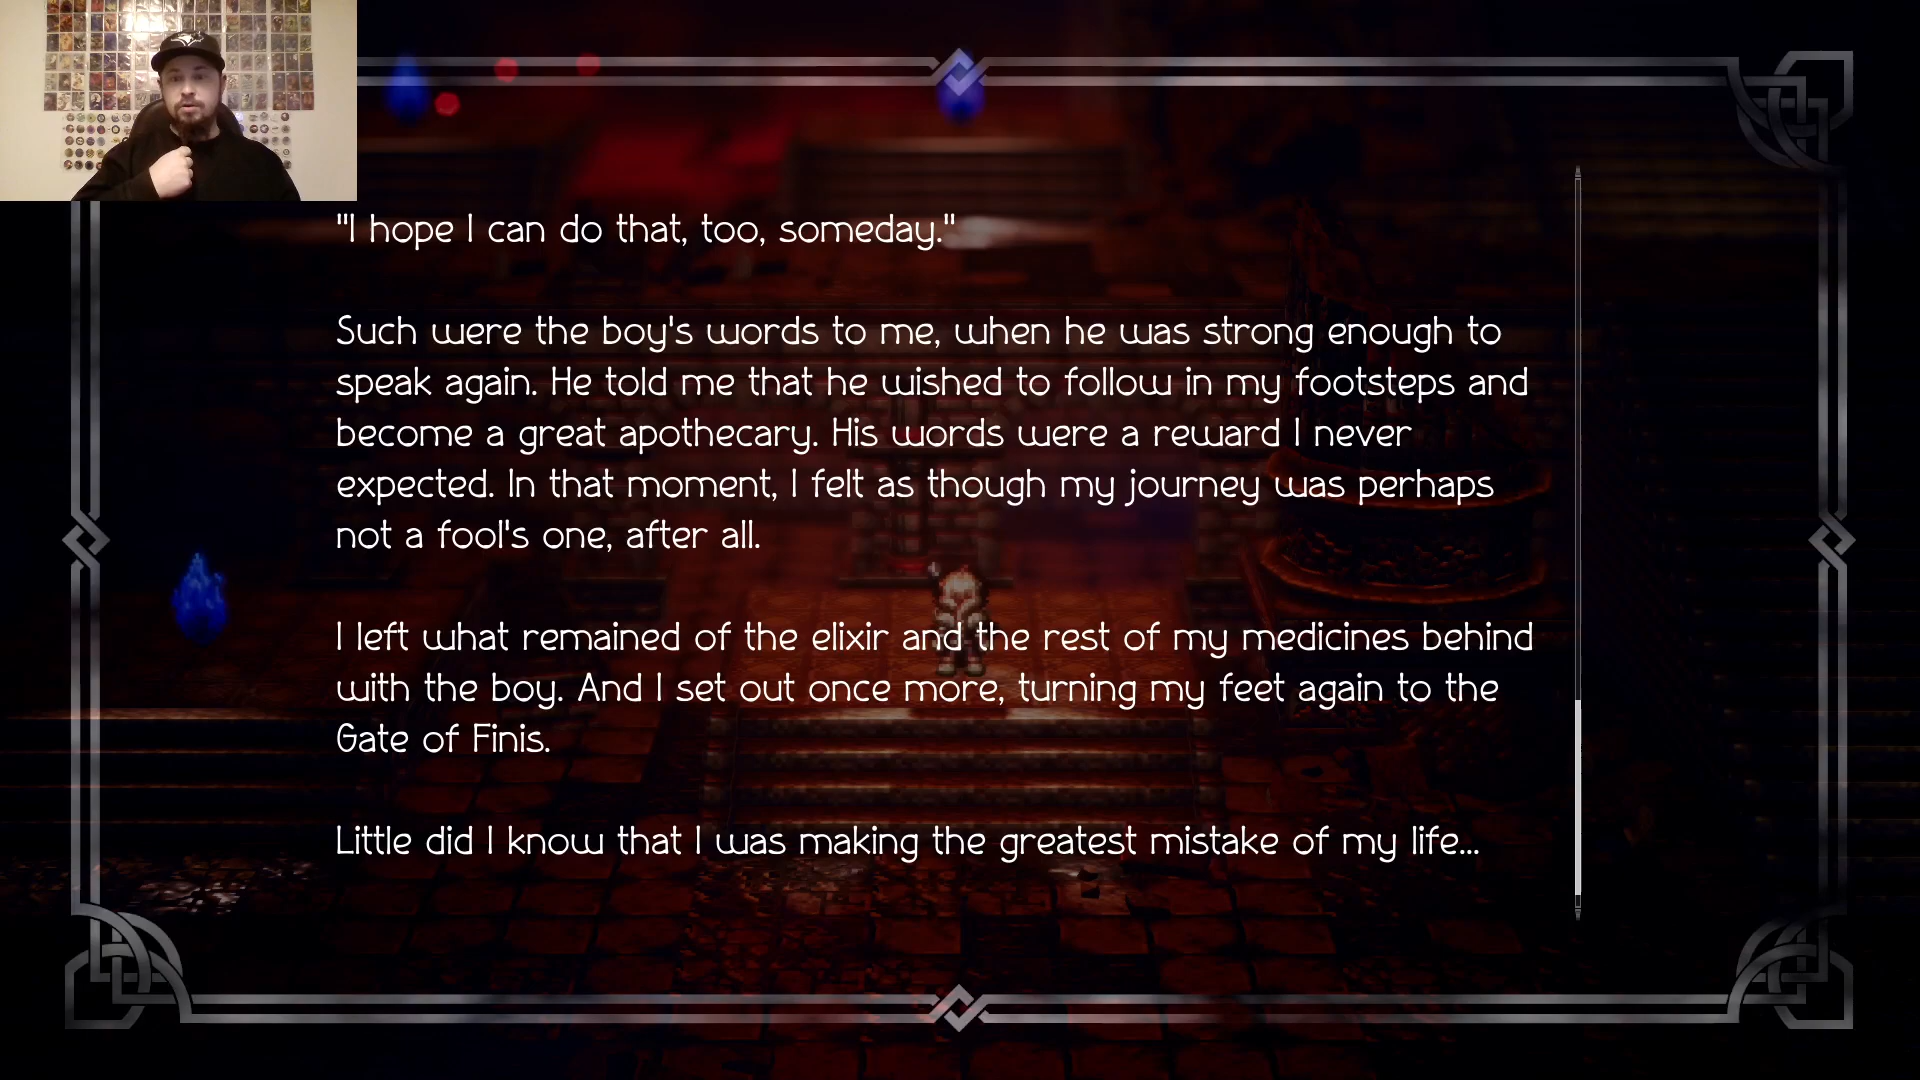 "I hope I can do that, too, someday."
Such were the boy's words to me, when he was strong enough to
speak again. He told me that he wished to follow in my footsteps and
become a great apothecary. His words were a reward I never
expected. In that moment, I felt as though my journey was perhaps
not a fool's one, after all.
I left what remained of the elixir and the rest of my medicines behind
with the boy. And I set out once more, turning my feet again to the
Gate of Finis.
Little did I know that I was making the greatest mistake of my life...